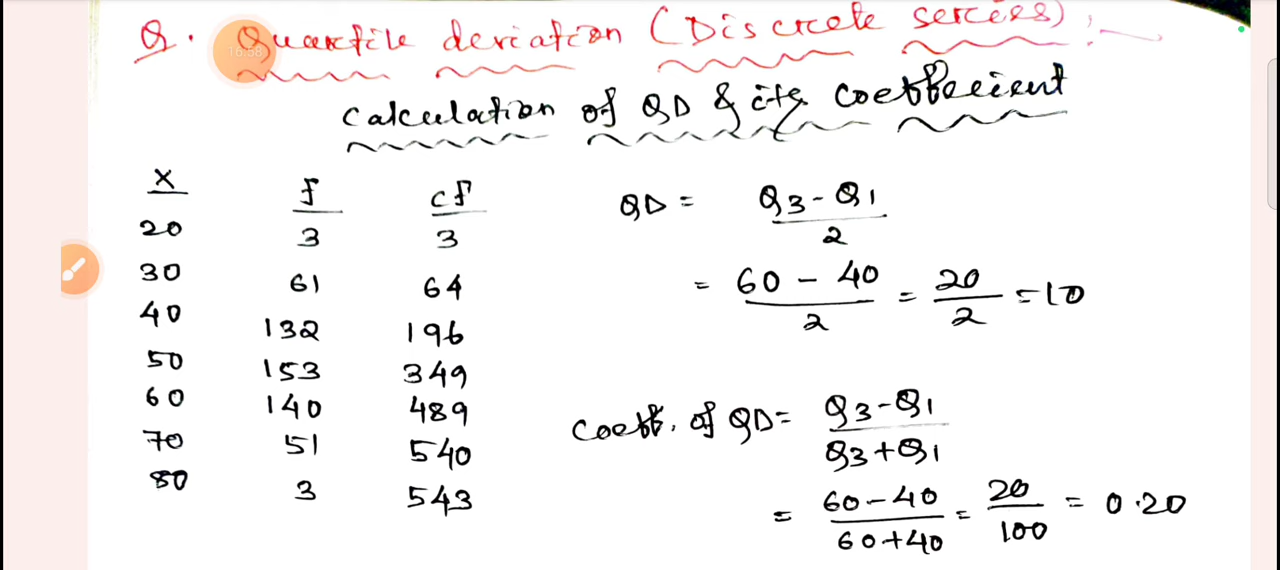 Q. Quartile deviation (Discrete series) :-
Calculation of QD & its coefficient
X f cf
20 3 3
30 61 64
40 132 196
50 153 349
60 140 489
70 51 540
80 3 543
QD = Q3 - Q1 / 2
= 60 - 40 / 2 = 20 / 2 = 10
Coeff. of QD = Q3 - Q1 / Q3 + Q1
= 60 - 40 / 60 + 40 = 20 / 100 = 0.20